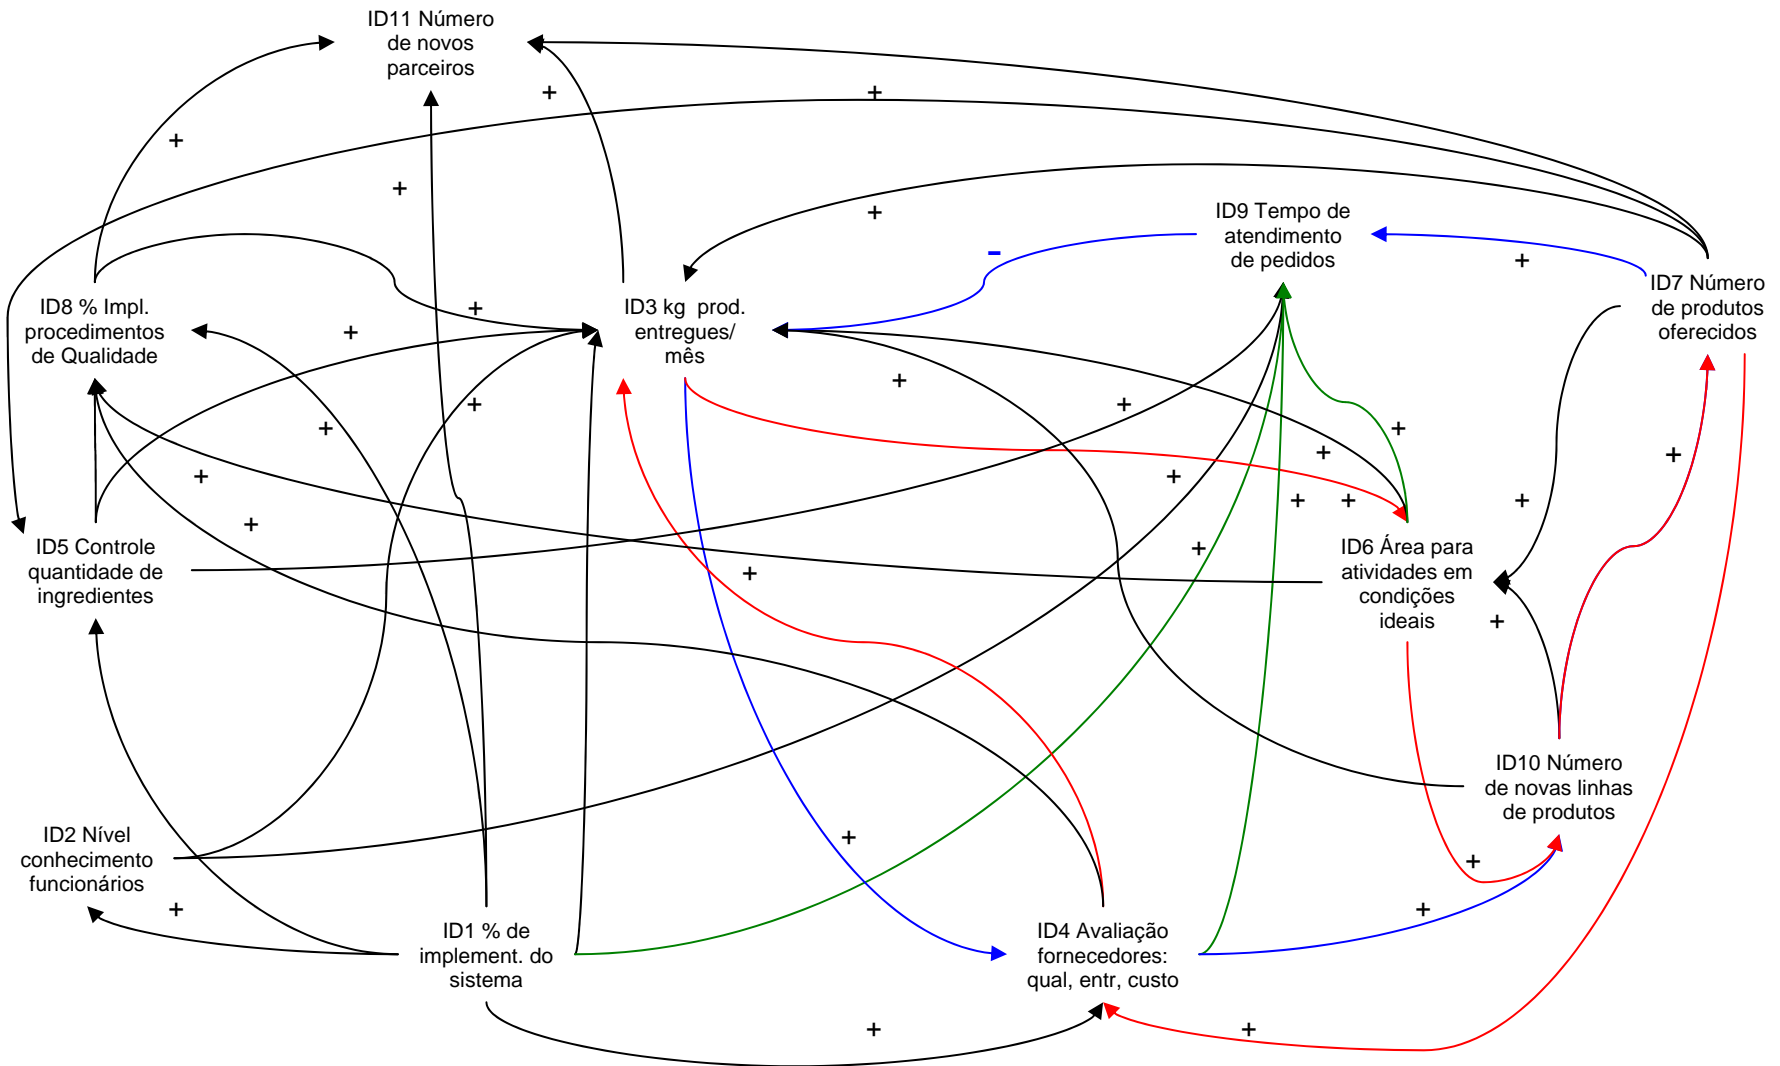 ID11 Número
de novos
parceiros
+
+
+
+
+
+
ID9 Tempo de
atendimento
de pedidos
-
+
ID7 Número
de produtos
oferecidos
ID8 % Impl.
procedimentos
de Qualidade
+
+
ID3 kg prod.
entregues/
mês
+
+
+
+
+
+
+
+
+
+
+
+
+
+
ID5 Controle
quantidade de
ingredientes
+
+
ID6 Área para
atividades em
condições
ideais
+
ID10 Número
de novas linhas
de produtos
ID2 Nível
conhecimento
funcionários
+
+
+
+
ID1 % de
implement. do
sistema
ID4 Avaliação
fornecedores:
qual, entr, custo
+
+